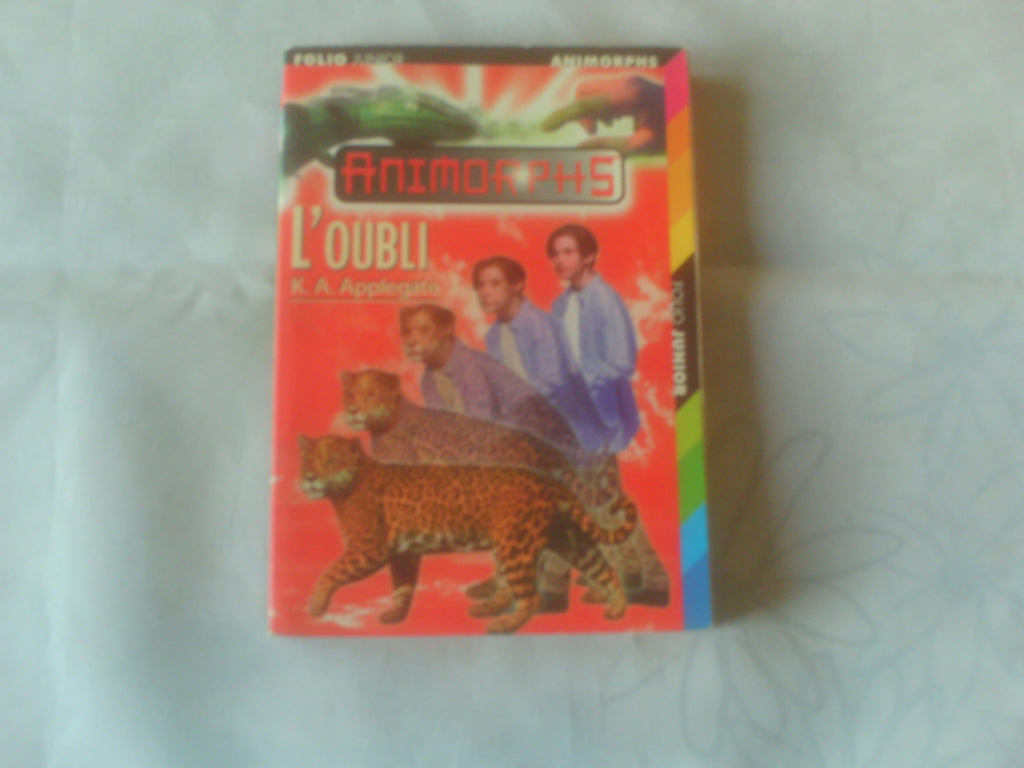 FOLIO JUNIOR ANIMORPHS
ANIMORPHS
L'OUBLI
K. A. Applegate
FOLIO JUNIOR